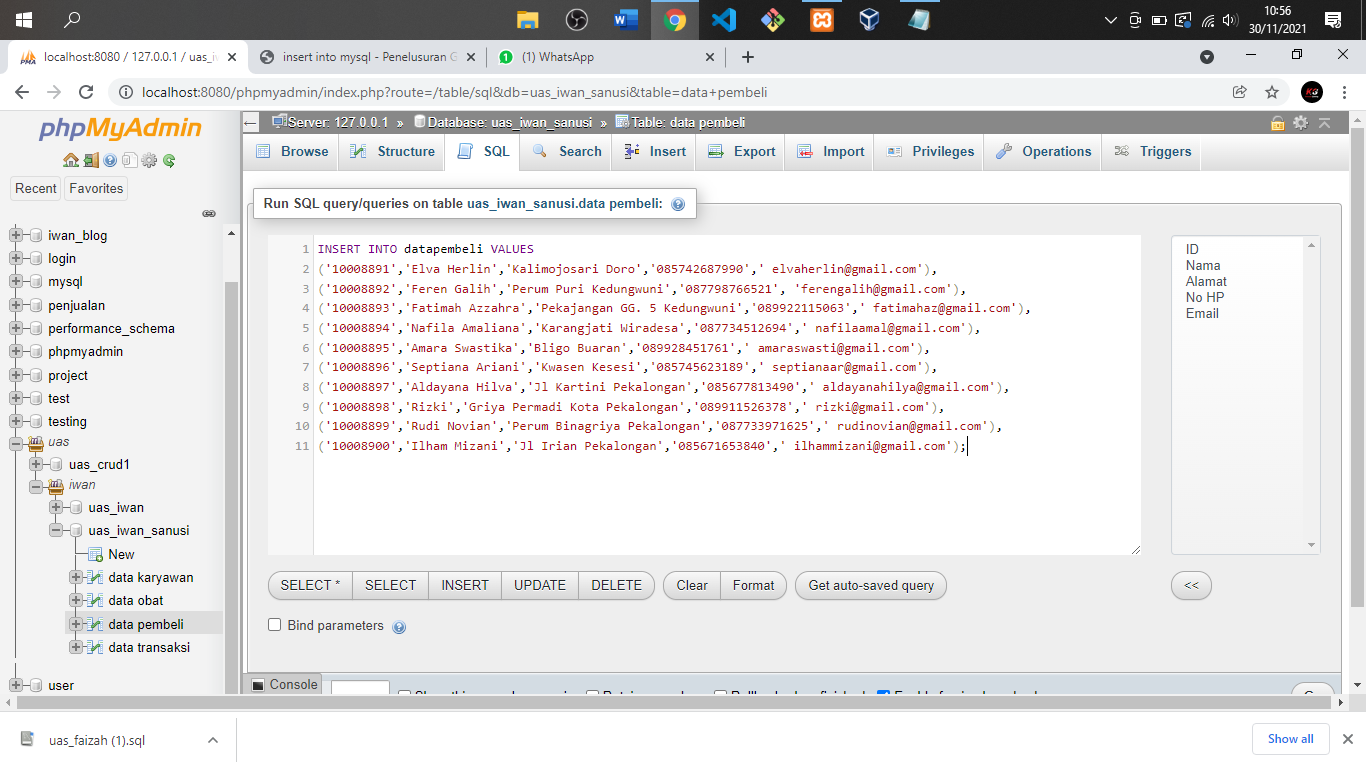 10:56
30/11/2021
localhost:8080 / 127.0.0.1 / uas_iv
insert into mysql - Penelusuran G
(1) WhatsApp
localhost:8080/phpmyadmin/index.php?route=/table/sql&db=uas_iwan_sanusi&table=data+pembeli
phpMyAdmin
Recent
Favorites
iwan_blog
login
mysql
penjualan
performance_schema
phpmyadmin
project
test
testing
uas
uas_crud1
iwan
uas_iwan
uas_iwan_sanusi
New
data karyawan
data obat
data pembeli
data transaksi
user
Server: 127.0.0.1 » Database: uas_iwan_sanusi » Table: data pembeli
Browse Structure SQL Search Insert Export Import Privileges Operations Triggers
Run SQL query/queries on table uas_iwan_sanusi.data pembeli:
1 INSERT INTO datapembeli VALUES
2 ('10008891','Elva Herlin','Kalimojosari Doro','085742687990',' elvaherlin@gmail.com'),
3 ('10008892','Feren Galih','Perum Puri Kedungwuni','087798766521', 'ferengalih@gmail.com'),
4 ('10008893','Fatimah Azzahra','Pekajangan GG. 5 Kedungwuni','089922115063',' fatimahaz@gmail.com'),
5 ('10008894','Nafila Amaliana','Karangjati Wiradesa','087734512694',' nafilaamal@gmail.com'),
6 ('10008895','Amara Swastika','Bligo Buaran','089928451761',' amaraswasti@gmail.com'),
7 ('10008896','Septiana Ariani','Kwasen Kesesi','085745623189',' septianaar@gmail.com'),
8 ('10008897','Aldayana Hilva','Jl Kartini Pekalongan','085677813490',' aldayanahilya@gmail.com'),
9 ('10008898','Rizki','Griya Permadi Kota Pekalongan','089911526378',' rizki@gmail.com'),
10 ('10008899','Rudi Novian','Perum Binagriya Pekalongan','087733971625',' rudinovian@gmail.com'),
11 ('10008900','Ilham Mizani','Jl Irian Pekalongan','085671653840',' ilhammizani@gmail.com');
ID
Nama
Alamat
No HP
Email
SELECT * SELECT INSERT UPDATE DELETE Clear Format Get auto-saved query <<
Bind parameters
Console
uas_faizah (1).sql
Show all